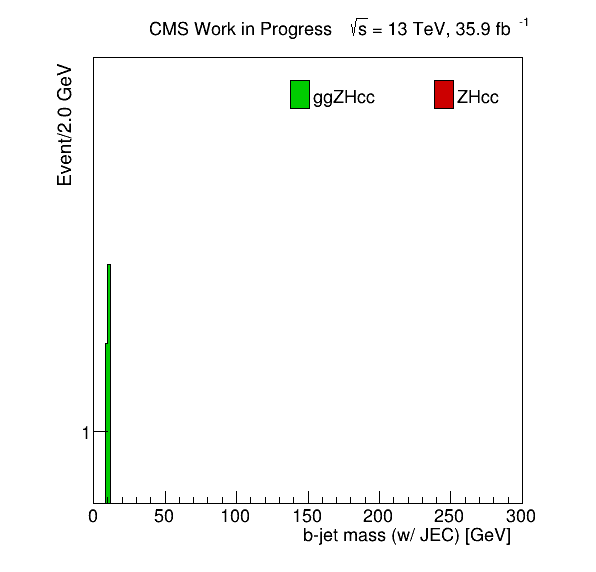 CMS Work in Progress √s = 13 TeV, 35.9 fb -1
Event/2.0 GeV
ggZHcc ZHcc
1
0 50 100 150 200 250 300
b-jet mass (w/ JEC) [GeV]